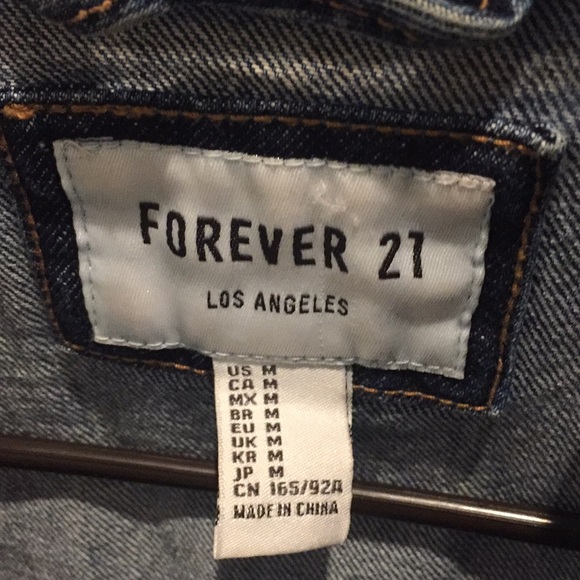 FOREVER 21
LOS ANGELES
US M
CA M
MX M
BR M
EU M
UK M
KR M
JP M
CN 165/92A
MADE IN CHINA